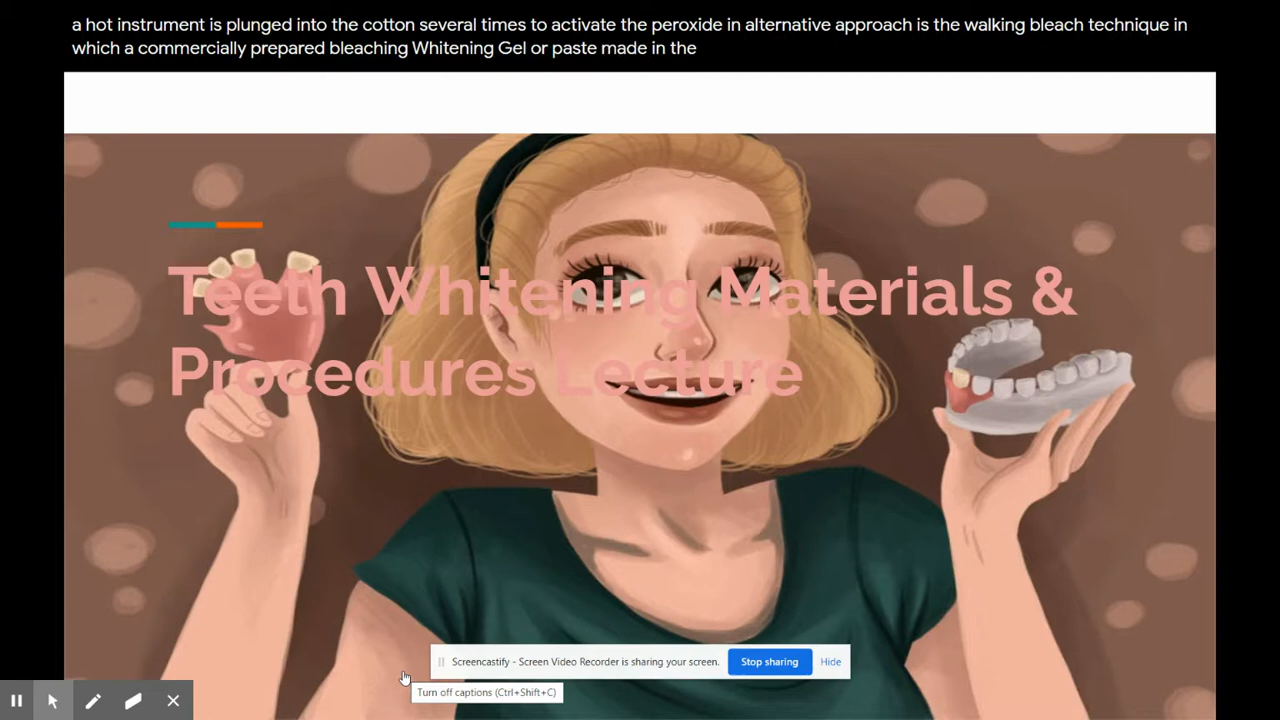 a hot instrument is plunged into the cotton several times to activate the peroxide in alternative approach is the walking bleach technique in
which a commercially prepared bleaching Whitening Gel or paste made in the
Teeth Whitening Materials &
Procedures Lecture
Screencastify - Screen Video Recorder is sharing your screen. Stop sharing Hide
Turn off captions (Ctrl+Shift+C)